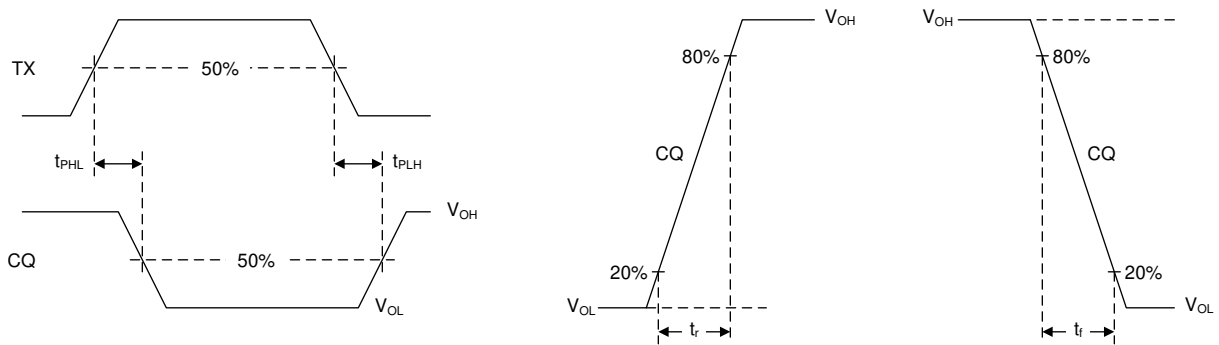 TX
50%
tPHL
tPLH
VOH
CQ
50%
VOL
VOH
80%
CQ
20%
VOL
tr
VOH
80%
CQ
20%
VOL
tf